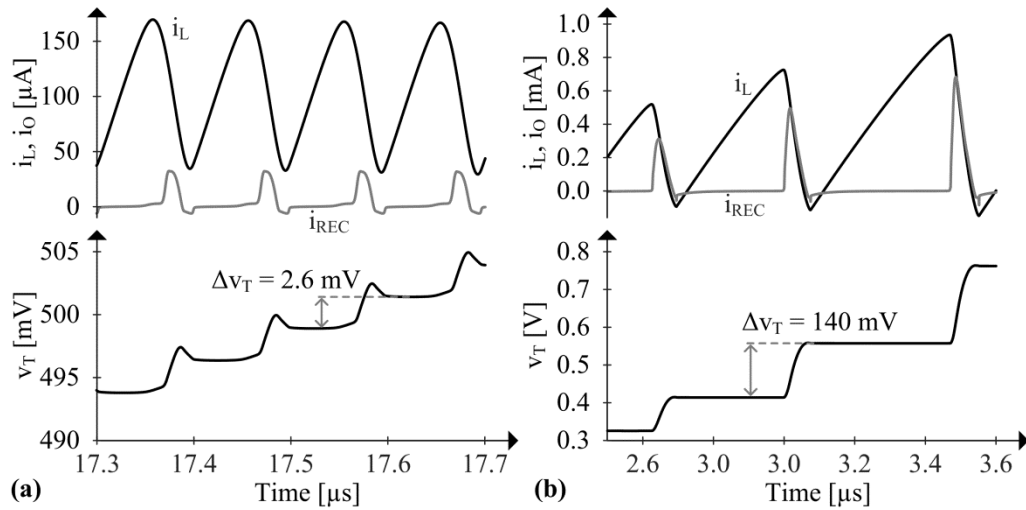 i_L, i_O [µA]
150
100
50
0
i_L
i_REC
v_T [mV]
505
500
495
490
Δv_T = 2.6 mV
17.3 17.4 17.5 17.6 17.7
(a)
Time [µs]
i_L, i_O [mA]
1.0
0.8
0.6
0.4
0.2
0.0
i_L
i_REC
v_T [V]
0.8
0.7
0.6
0.5
0.4
0.3
Δv_T = 140 mV
2.6 3.0 3.2 3.4 3.6
(b)
Time [µs]